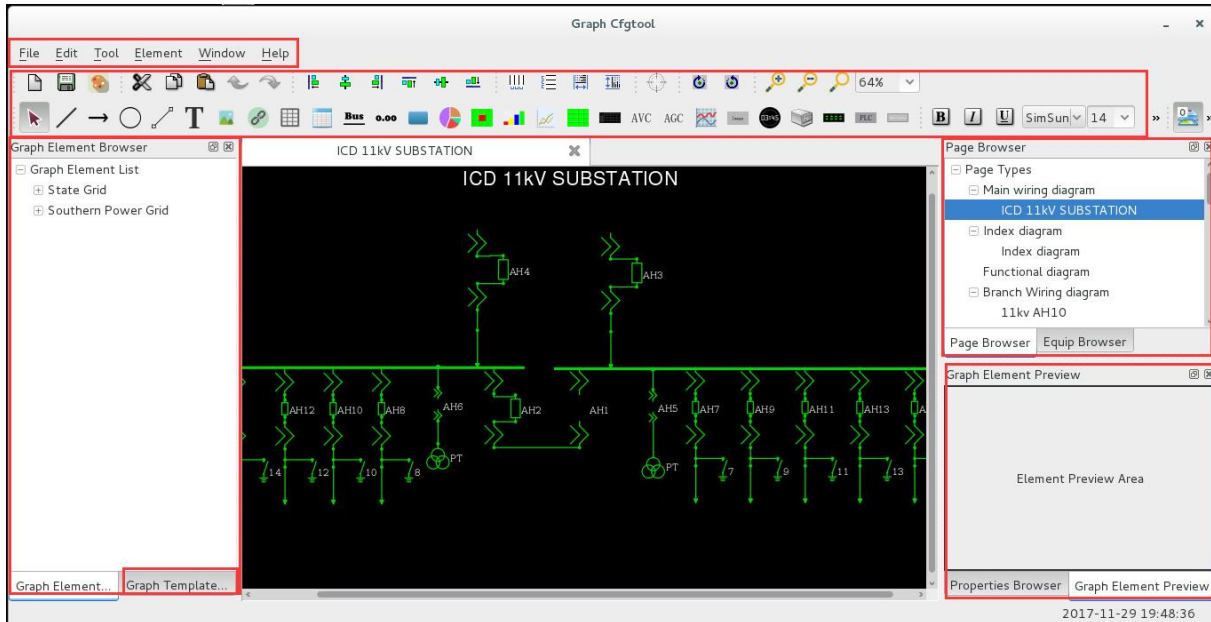 Graph Cfgtool
File Edit Tool Element Window Help
64%
T Bus 0.00 AVC AGC 03:45 PLC B I U SimSun 14 »
Graph Element Browser
Graph Element List
State Grid
Southern Power Grid
Graph Element... Graph Template...
ICD 11kV SUBSTATION
ICD 11kV SUBSTATION
AH4 AH3
AH12 AH10 AH8 AH6 AH2 AH1 AH5 AH7 AH9 AH11 AH13
PT PT
14 12 10 8 7 9 11 13
Page Browser
Page Types
Main wiring diagram
ICD 11kV SUBSTATION
Index diagram
Index diagram
Functional diagram
Branch Wiring diagram
11kv AH10
Page Browser Equip Browser
Graph Element Preview
Element Preview Area
Properties Browser Graph Element Preview
2017-11-29 19:48:36